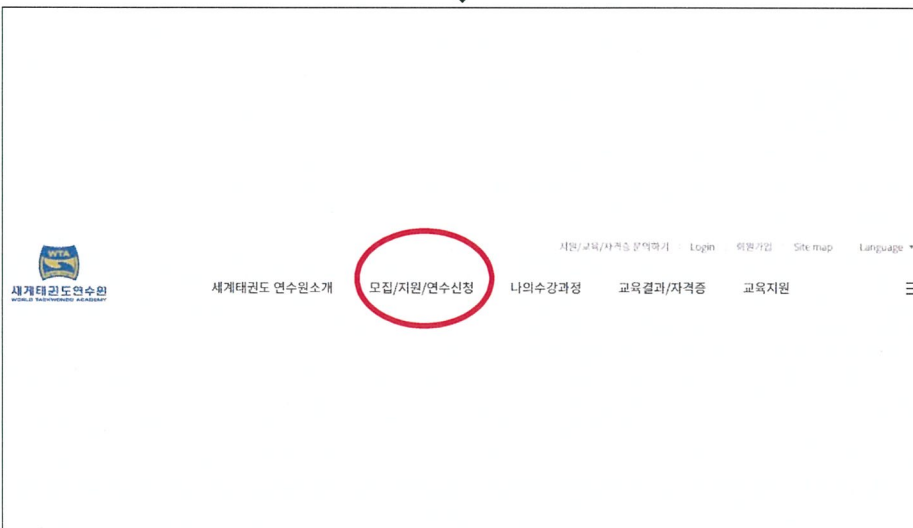 지원/교육/자격증 문의하기 Login 회원가입 Site map Language
WTA
세계태권도연수원
WORLD TAEKWONDO ACADEMY
세계태권도 연수원소개 모집/지원/연수신청 나의수강과정 교육결과/자격증 교육지원